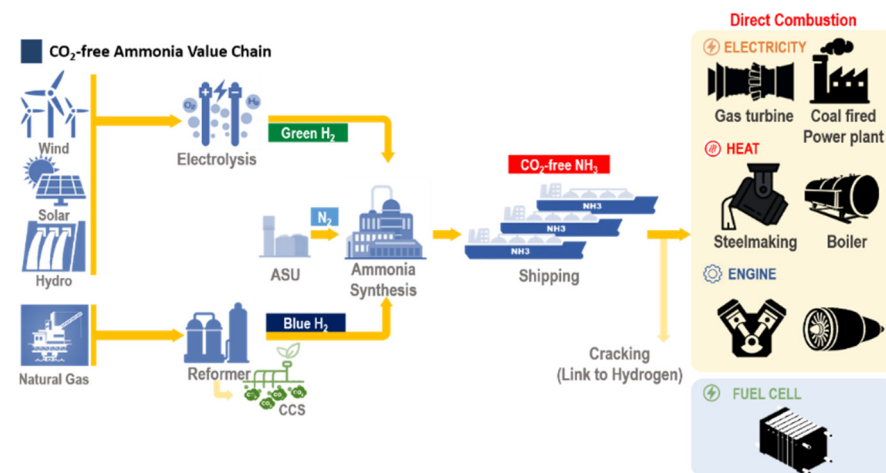 Direct Combustion
CO₂-free Ammonia Value Chain
Wind
Solar
Hydro
Natural Gas
O₂
H₂
Electrolysis
Green H₂
N₂
ASU
Ammonia
Synthesis
Reformer
Blue H₂
CCS
CO₂-free NH₃
NH3
NH3
NH3
Shipping
Cracking
(Link to Hydrogen)
ELECTRICITY
Gas turbine
Coal fired
Power plant
HEAT
Steelmaking
Boiler
ENGINE
FUEL CELL